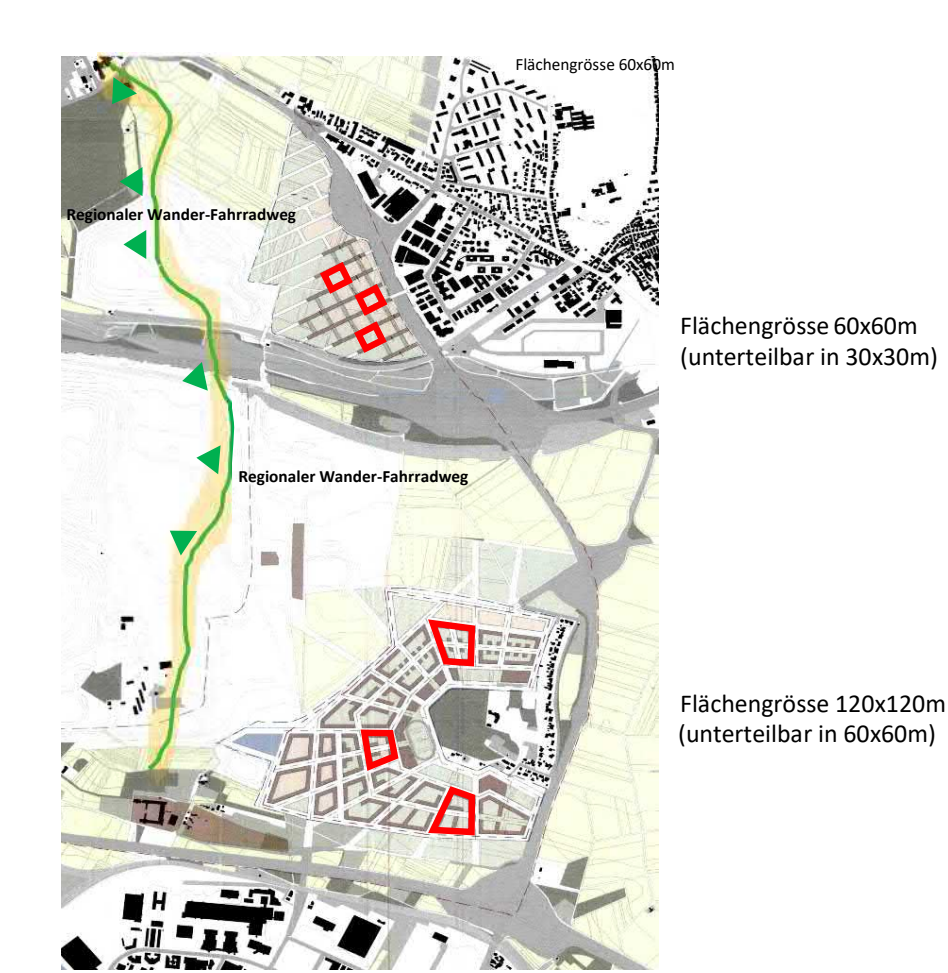 Flächengrösse 60x60m
Regionaler Wander-Fahrradweg
Flächengrösse 60x60m
(unterteilbar in 30x30m)
Regionaler Wander-Fahrradweg
Flächengrösse 120x120m
(unterteilbar in 60x60m)